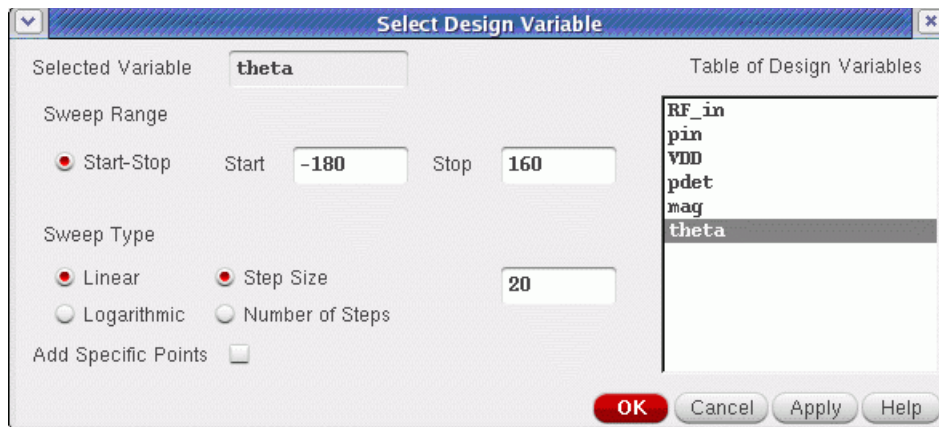 Select Design Variable
Selected Variable theta
Table of Design Variables
Sweep Range
Start-Stop Start -180 Stop 160
Sweep Type
Linear Step Size 20
Logarithmic Number of Steps
Add Specific Points
RF_in
pin
VDD
pdet
mag
theta
OK Cancel Apply Help